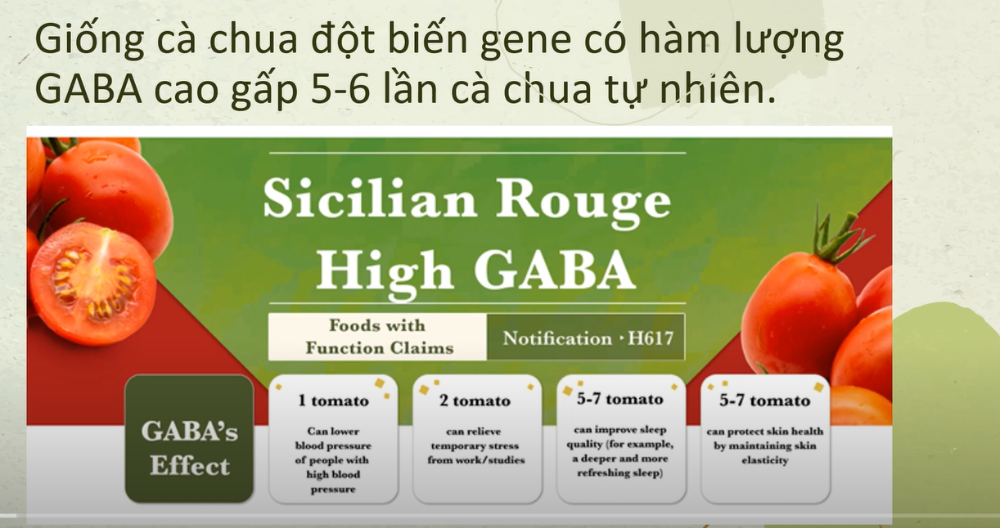 Giống cà chua đột biến gene có hàm lượng
GABA cao gấp 5-6 lần cà chua tự nhiên.
Sicilian Rouge
High GABA
Foods with
Function Claims
Notification・H617
GABA's
Effect
1 tomato
Can lower
blood pressure
of people with
high blood
pressure
2 tomato
can relieve
temporary stress
from work/studies
5-7 tomato
can improve sleep
quality (for example,
a deeper and more
refreshing sleep)
5-7 tomato
can protect skin health
by maintaining skin
elasticity